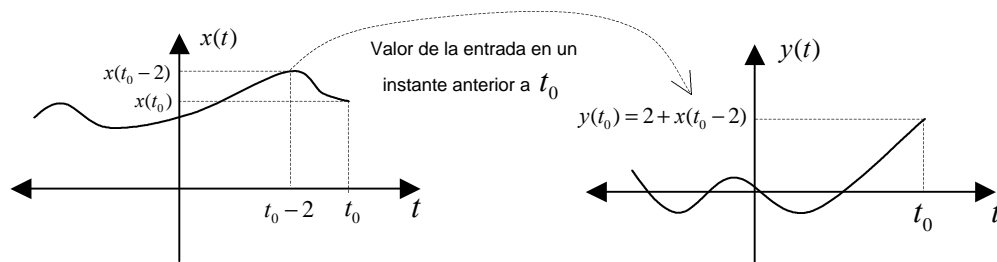 x(t)
x(t₀ − 2)
x(t₀)
t₀ − 2
t₀
t
Valor de la entrada en un
instante anterior a t₀
y(t)
y(t₀) = 2 + x(t₀ − 2)
t₀
t